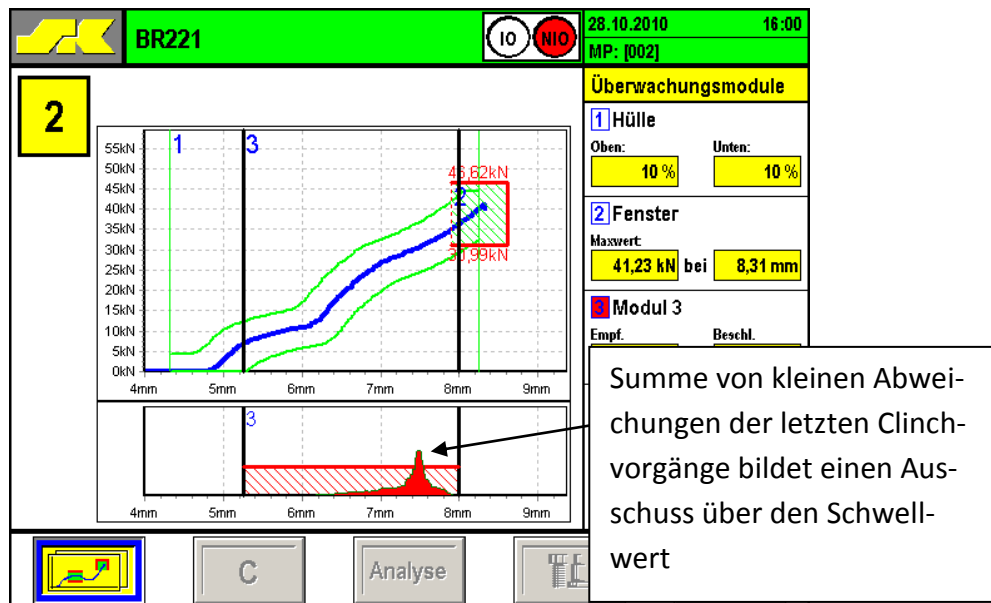 BR221
IO
NIO
28.10.2010 16:00
MP: [002]
2
Überwachungsmodule
1 Hülle
Oben: Unten:
10 % 10 %
2 Fenster
Maxwert:
41,23 kN bei 8,31 mm
3 Modul 3
Empf. Beschl.
55kN
50kN
45kN
40kN
35kN
30kN
25kN
20kN
15kN
10kN
5kN
0kN
1
3
46,62kN
2
30,99kN
4mm 5mm 6mm 7mm 8mm 9mm
3
4mm 5mm 6mm 7mm 8mm 9mm
Summe von kleinen Abwei-
chungen der letzten Clinch-
vorgänge bildet einen Aus-
schuss über den Schwell-
wert
C
Analyse